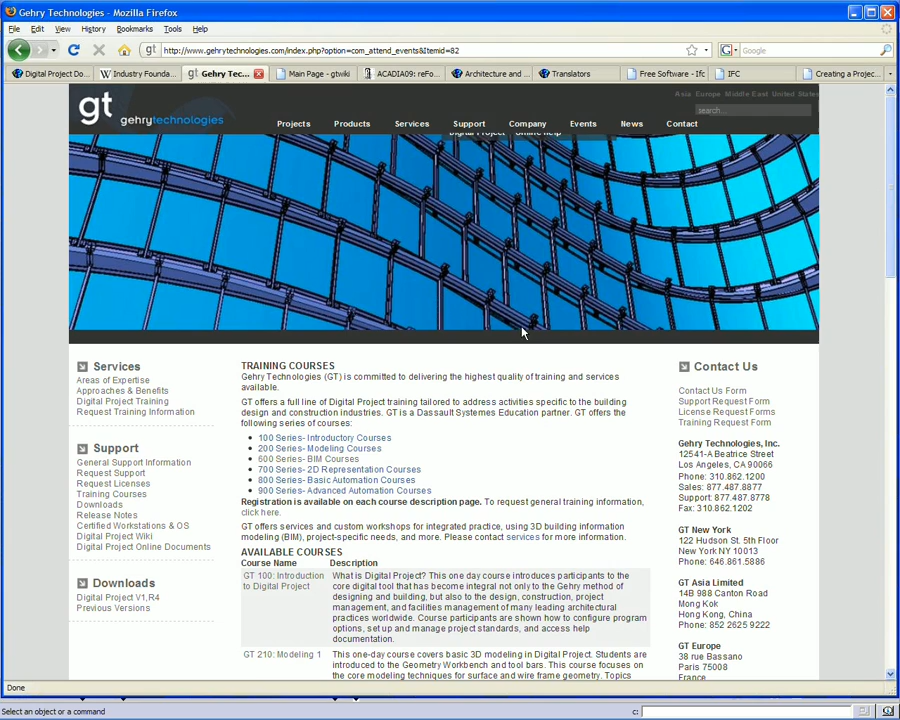 Gehry Technologies - Mozilla Firefox
File Edit View History Bookmarks Tools Help
gt http://www.gehrytechnologies.com/index.php?option=com_attend_events&Itemid=82 Google
Digital Project Do... Industry Founda... Gehry Tec... Main Page - gtwiki ACADIA09: reFo... Architecture and ... Translators Free Software - Ifc IFC Creating a Projec...
gt gehrytechnologies
Asia Europe Middle East United States
search...
Projects Products Services Support Company Events News Contact
Digital Project Online help
Services
Areas of Expertise
Approaches & Benefits
Digital Project Training
Request Training Information
Support
General Support Information
Request Support
Request Licenses
Training Courses
Downloads
Release Notes
Certified Workstations & OS
Digital Project Wiki
Digital Project Online Documents
Downloads
Digital Project V1,R4
Previous Versions
TRAINING COURSES
Gehry Technologies (GT) is committed to delivering the highest quality of training and services
available.
GT offers a full line of Digital Project training tailored to address activities specific to the building
design and construction industries. GT is a Dassault Systemes Education partner. GT offers the
following series of courses:
100 Series- Introductory Courses
200 Series- Modeling Courses
600 Series- BIM Courses
700 Series- 2D Representation Courses
800 Series- Basic Automation Courses
900 Series- Advanced Automation Courses
Registration is available on each course description page. To request general training information,
click here.
GT offers services and custom workshops for integrated practice, using 3D building information
modeling (BIM), project-specific needs, and more. Please contact services for more information.
AVAILABLE COURSES
Course Name Description
GT 100: Introduction
to Digital Project
What is Digital Project? This one day course introduces participants to the
core digital tool that has become integral not only to the Gehry method of
designing and building, but also to the design, construction, project
management, and facilities management of many leading architectural
practices worldwide. Course participants are shown how to configure program
options, set up and manage project standards, and access help
documentation.
GT 210: Modeling 1
This one-day course covers basic 3D modeling in Digital Project. Students are
introduced to the Geometry Workbench and tool bars. This course focuses on
the core modeling techniques for surface and wire frame geometry. Topics
Contact Us
Contact Us Form
Support Request Form
License Request Forms
Training Request Form
Gehry Technologies, Inc.
12541-A Beatrice Street
Los Angeles, CA 90066
Phone: 310.862.1200
Sales: 877.487.8877
Support: 877.487.8778
Fax: 310.862.1202
GT New York
122 Hudson St. 5th Floor
New York NY 10013
Phone: 646.861.5886
GT Asia Limited
14B 988 Canton Road
Mong Kok
Hong Kong, China
Phone: 852 2625 9222
GT Europe
38 rue Bassano
Paris 75008
France
Done
Select an object or a command c: